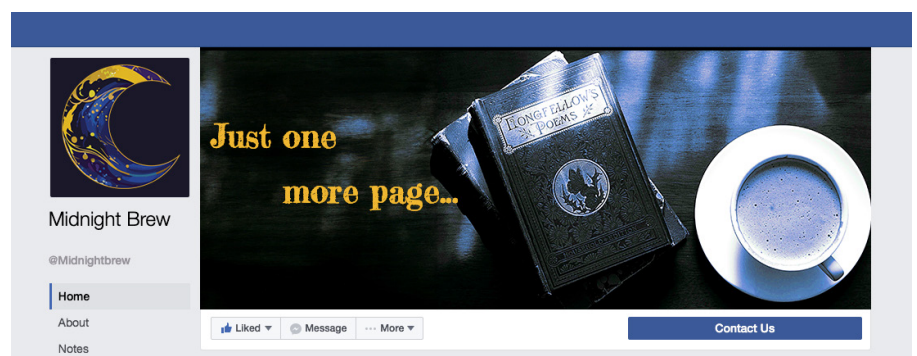 Just one
more page...
LONGFELLOW'S
POEMS
Midnight Brew
@Midnightbrew
Home
About
Notes
Liked
Message
More
Contact Us